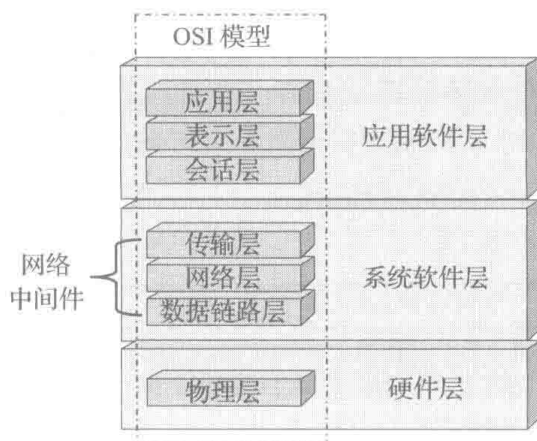 OSI 模型
应用层
表示层
会话层
应用软件层
传输层
网络层
数据链路层
网络
中间件
系统软件层
物理层
硬件层